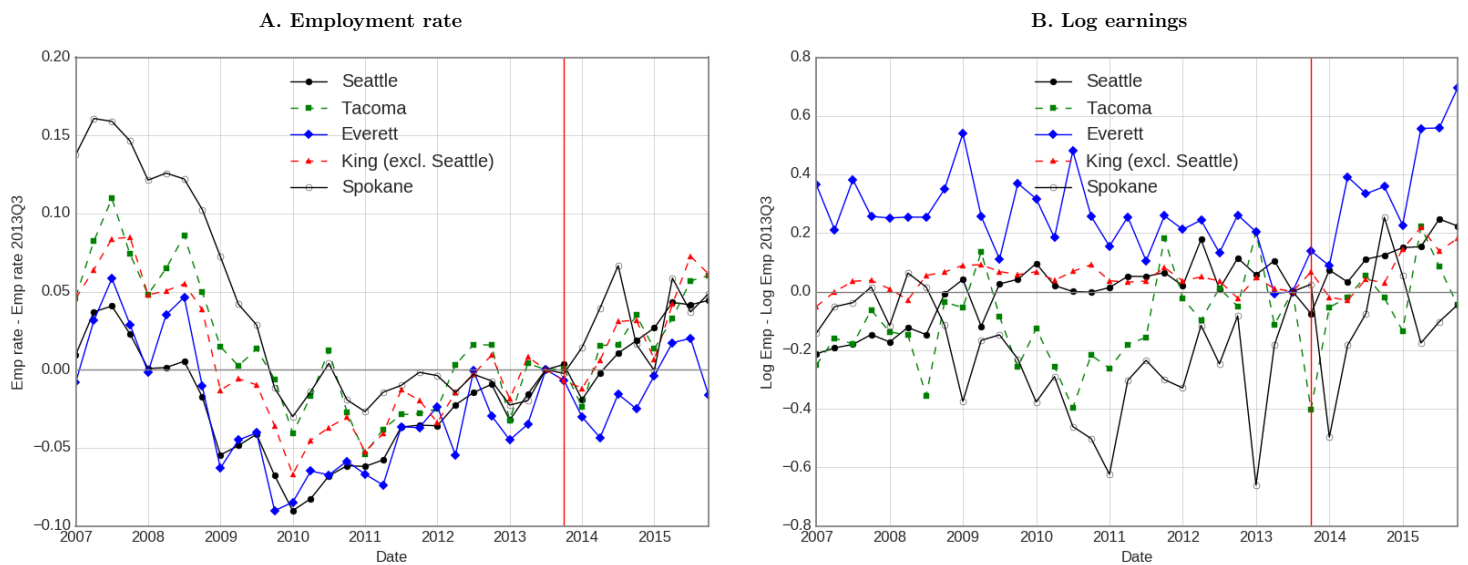 A. Employment rate
0.20
0.15
0.10
0.05
0.00
−0.05
−0.10
Emp rate - Emp rate 2013Q3
Seattle
Tacoma
Everett
King (excl. Seattle)
Spokane
2007 2008 2009 2010 2011 2012 2013 2014 2015
Date
B. Log earnings
0.8
0.6
0.4
0.2
0.0
−0.2
−0.4
−0.6
−0.8
Log Emp - Log Emp 2013Q3
Seattle
Tacoma
Everett
King (excl. Seattle)
Spokane
2007 2008 2009 2010 2011 2012 2013 2014 2015
Date